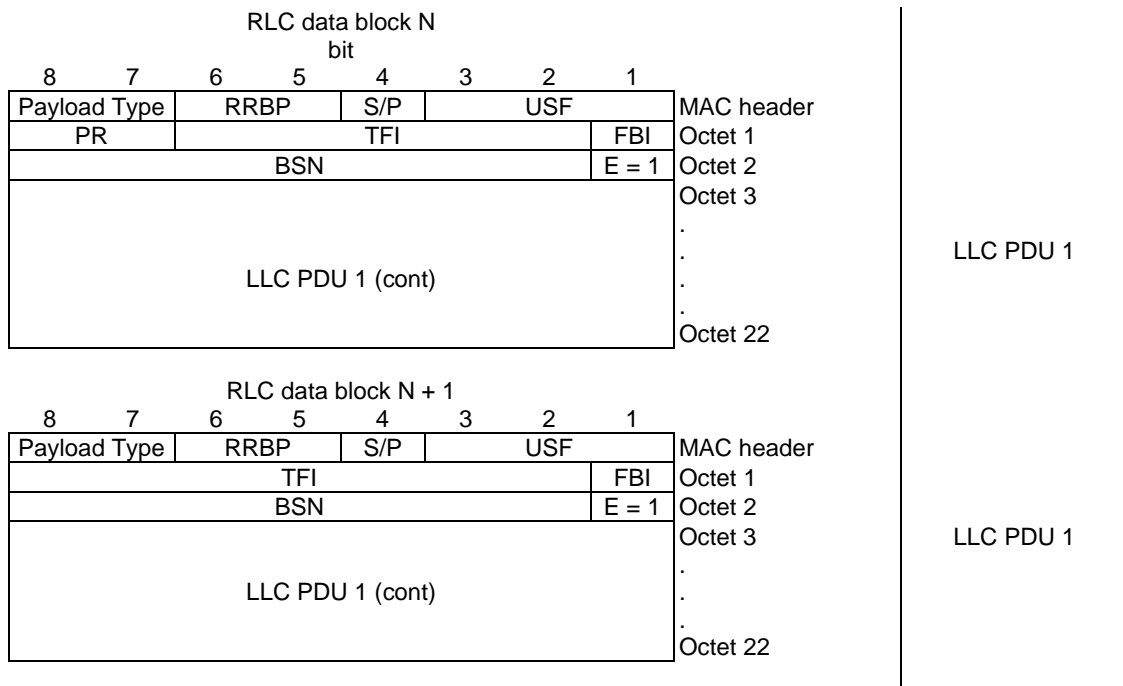 RLC data block N
bit
8 7 6 5 4 3 2 1
Payload Type RRBP S/P USF MAC header
PR TFI FBI Octet 1
BSN E = 1 Octet 2
Octet 3
.
.
LLC PDU 1
LLC PDU 1 (cont)
.
.
Octet 22
RLC data block N + 1
8 7 6 5 4 3 2 1
Payload Type RRBP S/P USF MAC header
TFI FBI Octet 1
BSN E = 1 Octet 2
Octet 3 LLC PDU 1
.
LLC PDU 1 (cont) .
.
Octet 22